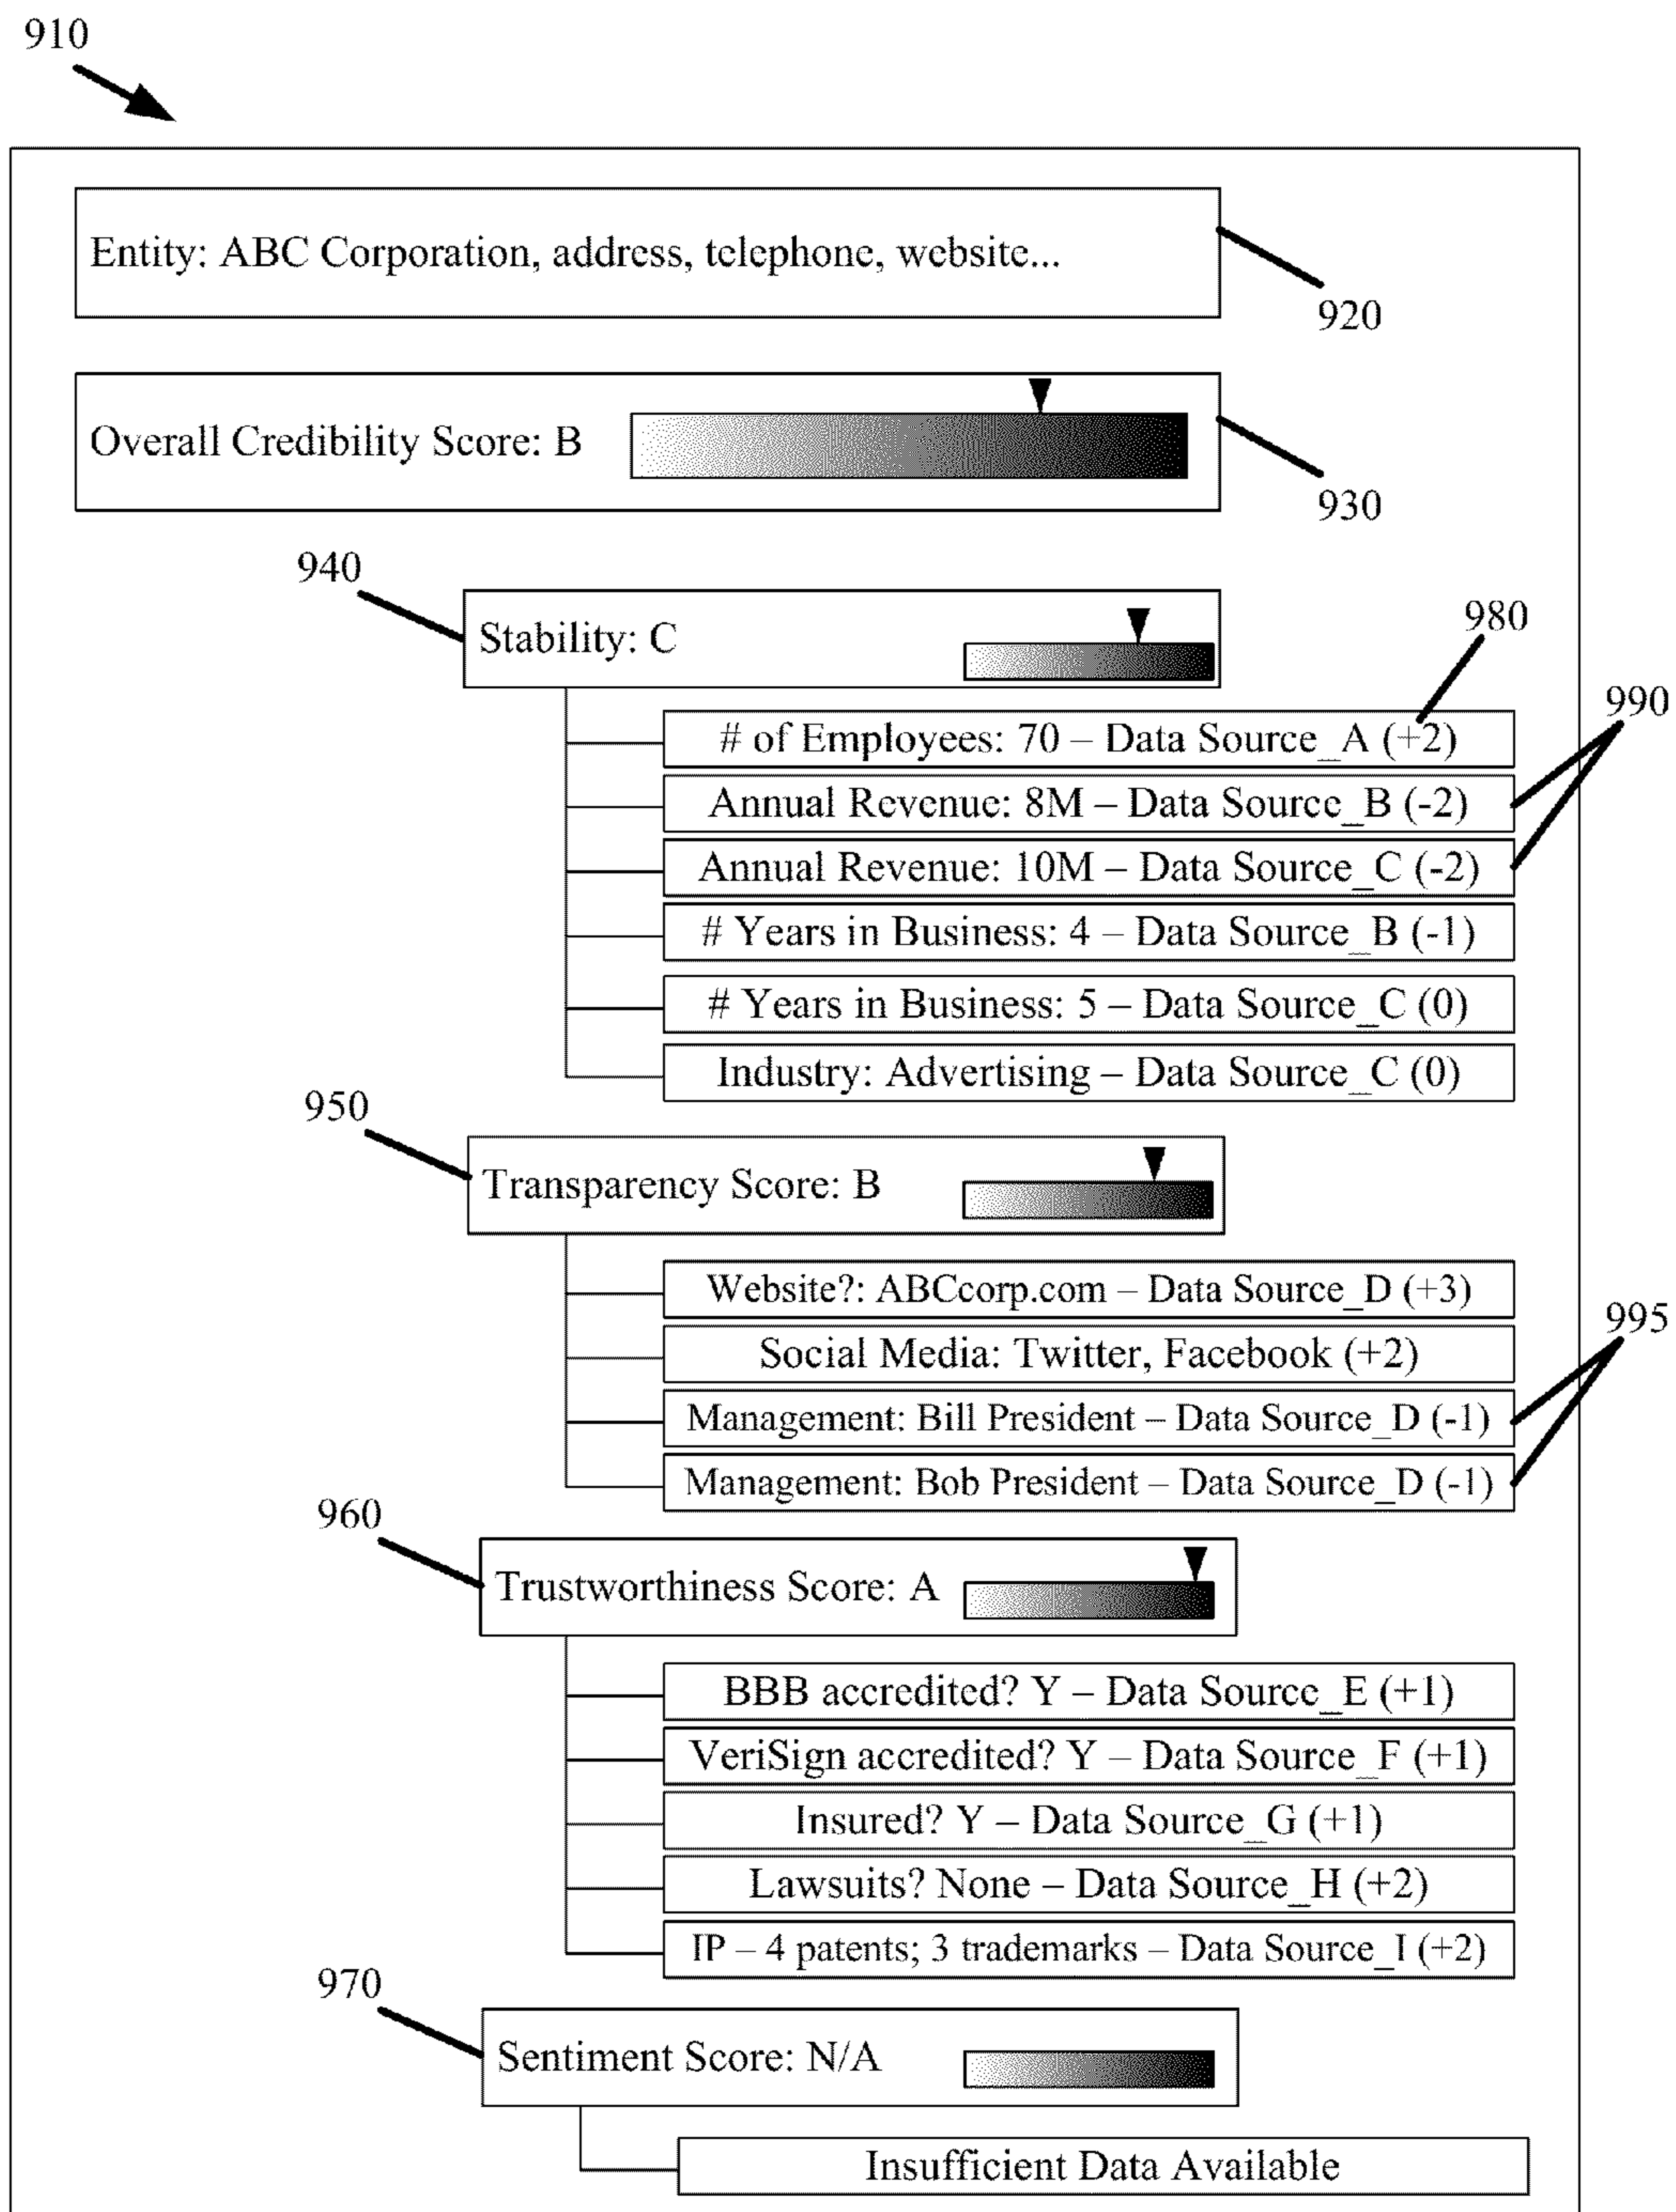 910
Entity: ABC Corporation, address, telephone, website...
920
Overall Credibility Score: B
930
940
Stability: C
980
990
# of Employees: 70 – Data Source_A (+2)
Annual Revenue: 8M – Data Source_B (-2)
Annual Revenue: 10M – Data Source_C (-2)
# Years in Business: 4 – Data Source_B (-1)
# Years in Business: 5 – Data Source_C (0)
Industry: Advertising – Data Source_C (0)
950
Transparency Score: B
Website?: ABCcorp.com – Data Source_D (+3)
995
Social Media: Twitter, Facebook (+2)
Management: Bill President – Data Source_D (-1)
Management: Bob President – Data Source_D (-1)
960
Trustworthiness Score: A
BBB accredited? Y – Data Source_E (+1)
VeriSign accredited? Y – Data Source_F (+1)
Insured? Y – Data Source_G (+1)
Lawsuits? None – Data Source_H (+2)
IP – 4 patents; 3 trademarks – Data Source_I (+2)
970
Sentiment Score: N/A
Insufficient Data Available